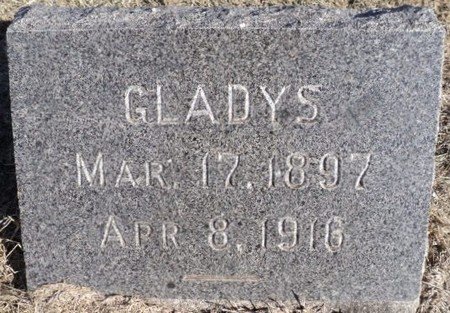 GLADYS
MAR. 17. 1897
APR 8, 1916